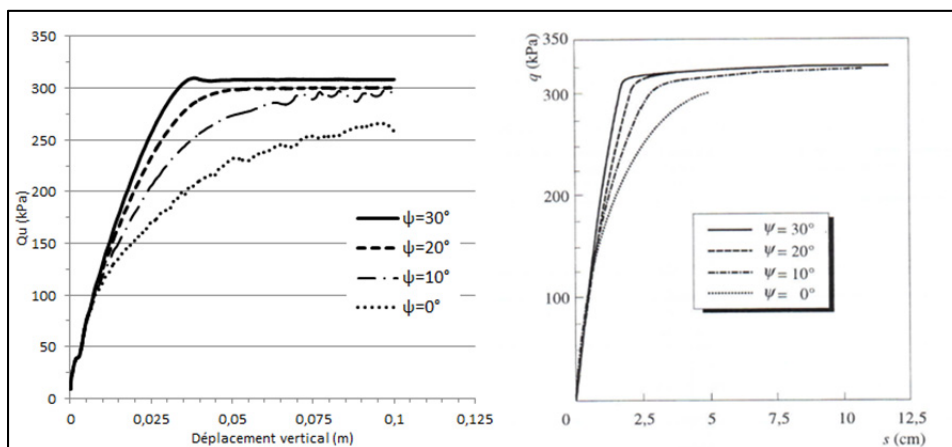 350
300
250
200
150
100
50
0
Qu (kPa)
ψ=30°
ψ=20°
ψ=10°
ψ=0°
0 0,025 0,05 0,075 0,1 0,125
Déplacement vertical (m)
q (kPa)
350
300
200
100
ψ = 30°
ψ = 20°
ψ = 10°
ψ = 0°
0 2,5 5 7,5 10 12,5
s (cm)